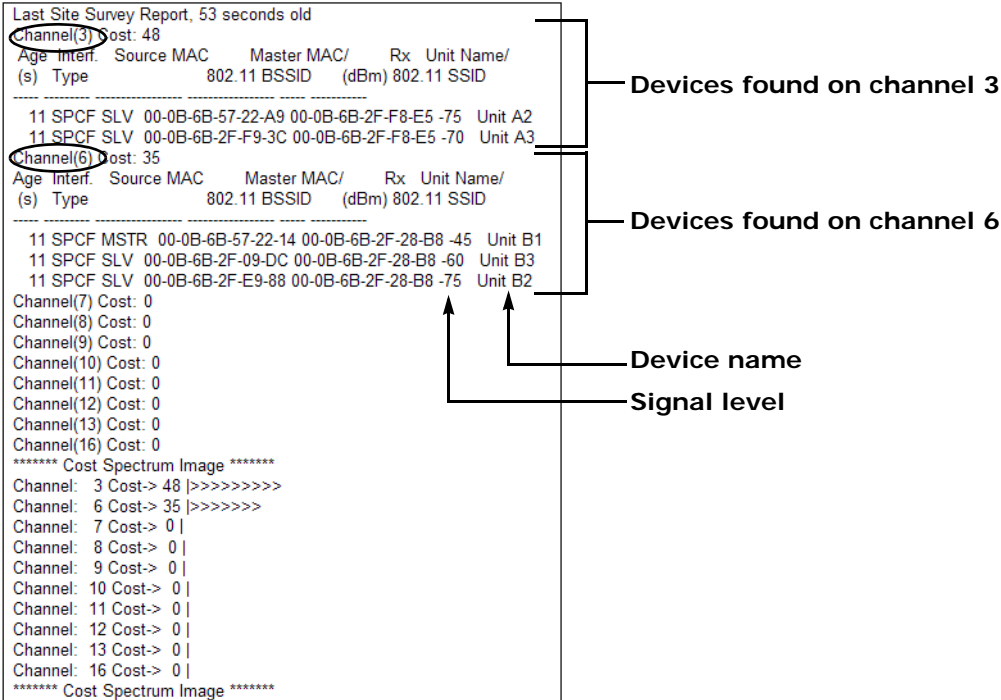 Last Site Survey Report, 53 seconds old
Channel(3) Cost: 48
Age Interf. Source MAC Master MAC/ Rx Unit Name/
(s) Type 802.11 BSSID (dBm) 802.11 SSID
----- --------- ----------------- ----------------- ----- -----------
11 SPCF SLV 00-0B-6B-57-22-A9 00-0B-6B-2F-F8-E5 -75 Unit A2
11 SPCF SLV 00-0B-6B-2F-F9-3C 00-0B-6B-2F-F8-E5 -70 Unit A3
Devices found on channel 3
Channel(6) Cost: 35
Age Interf. Source MAC Master MAC/ Rx Unit Name/
(s) Type 802.11 BSSID (dBm) 802.11 SSID
----- --------- ----------------- ----------------- ----- -----------
11 SPCF MSTR 00-0B-6B-57-22-14 00-0B-6B-2F-28-B8 -45 Unit B1
11 SPCF SLV 00-0B-6B-2F-09-DC 00-0B-6B-2F-28-B8 -60 Unit B3
11 SPCF SLV 00-0B-6B-2F-E9-88 00-0B-6B-2F-28-B8 -75 Unit B2
Devices found on channel 6
Channel(7) Cost: 0
Channel(8) Cost: 0
Channel(9) Cost: 0
Channel(10) Cost: 0
Channel(11) Cost: 0
Channel(12) Cost: 0
Channel(13) Cost: 0
Channel(16) Cost: 0
Device name
Signal level
******* Cost Spectrum Image *******
Channel: 3 Cost-> 48 |>>>>>>>>>
Channel: 6 Cost-> 35 |>>>>>>>
Channel: 7 Cost-> 0 |
Channel: 8 Cost-> 0 |
Channel: 9 Cost-> 0 |
Channel: 10 Cost-> 0 |
Channel: 11 Cost-> 0 |
Channel: 12 Cost-> 0 |
Channel: 13 Cost-> 0 |
Channel: 16 Cost-> 0 |
******* Cost Spectrum Image *******